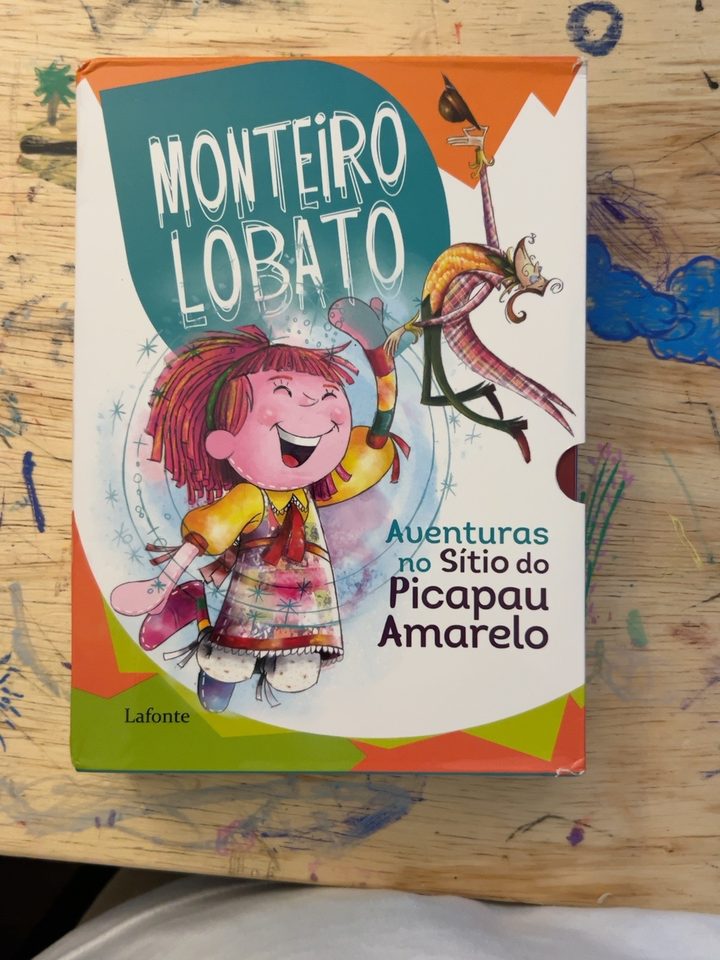 MONTEIRO
LOBATO
Aventuras
no Sítio do
Picapau
Amarelo
Lafonte